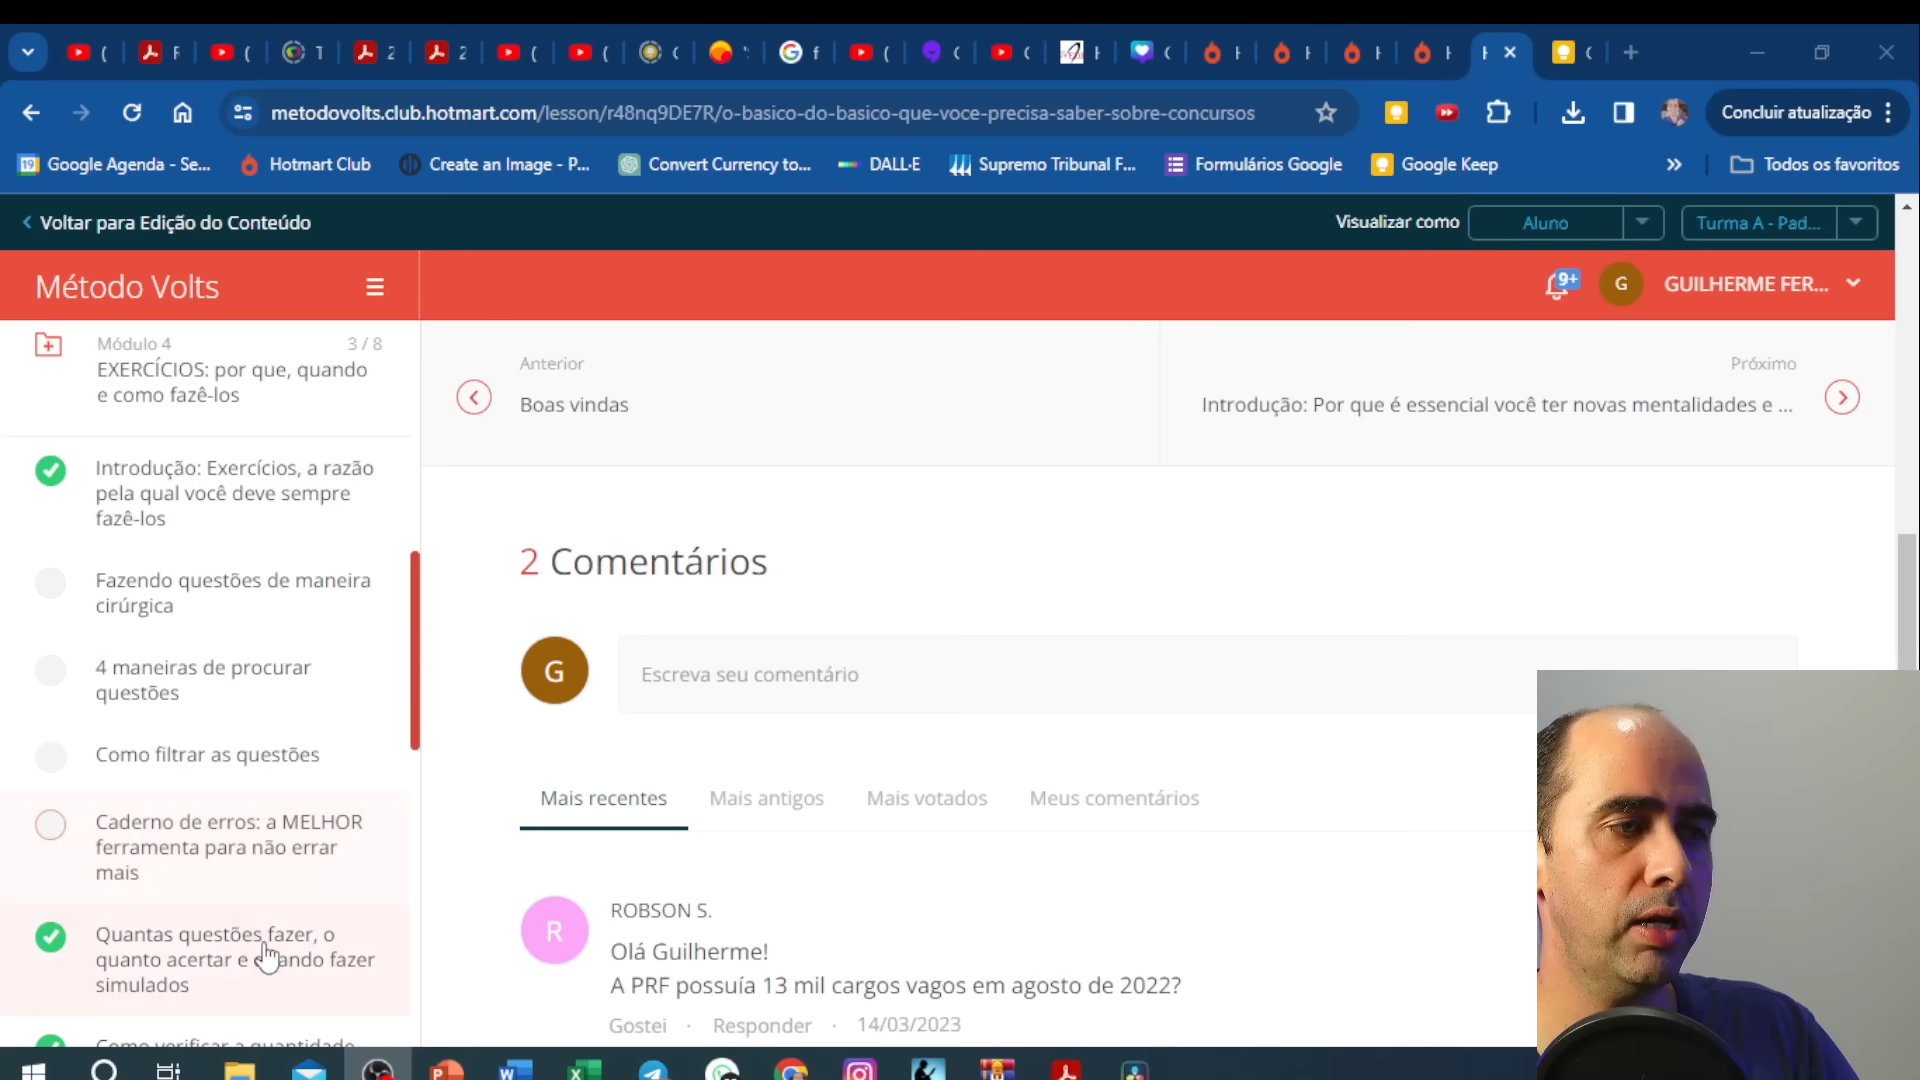 metodovolts.club.hotmart.com/lesson/r48nq9DE7R/o-basico-do-basico-que-voce-precisa-saber-sobre-concursos
Concluir atualização
Google Agenda - Se...
Hotmart Club
Create an Image - P...
Convert Currency to...
DALL·E
Supremo Tribunal F...
Formulários Google
Google Keep
Todos os favoritos
Voltar para Edição do Conteúdo
Visualizar como
Aluno
Turma A - Pad...
Método Volts
9+
G
GUILHERME FER...
Módulo 4
3 / 8
EXERCÍCIOS: por que, quando
e como fazê-los
Introdução: Exercícios, a razão
pela qual você deve sempre
fazê-los
Fazendo questões de maneira
cirúrgica
4 maneiras de procurar
questões
Como filtrar as questões
Caderno de erros: a MELHOR
ferramenta para não errar
mais
Quantas questões fazer, o
quanto acertar e quando fazer
simulados
Como verificar a quantidade
Anterior
Boas vindas
Próximo
Introdução: Por que é essencial você ter novas mentalidades e ...
2 Comentários
G
Escreva seu comentário
Mais recentes
Mais antigos
Mais votados
Meus comentários
R
ROBSON S.
Olá Guilherme!
A PRF possuía 13 mil cargos vagos em agosto de 2022?
Gostei · Responder · 14/03/2023